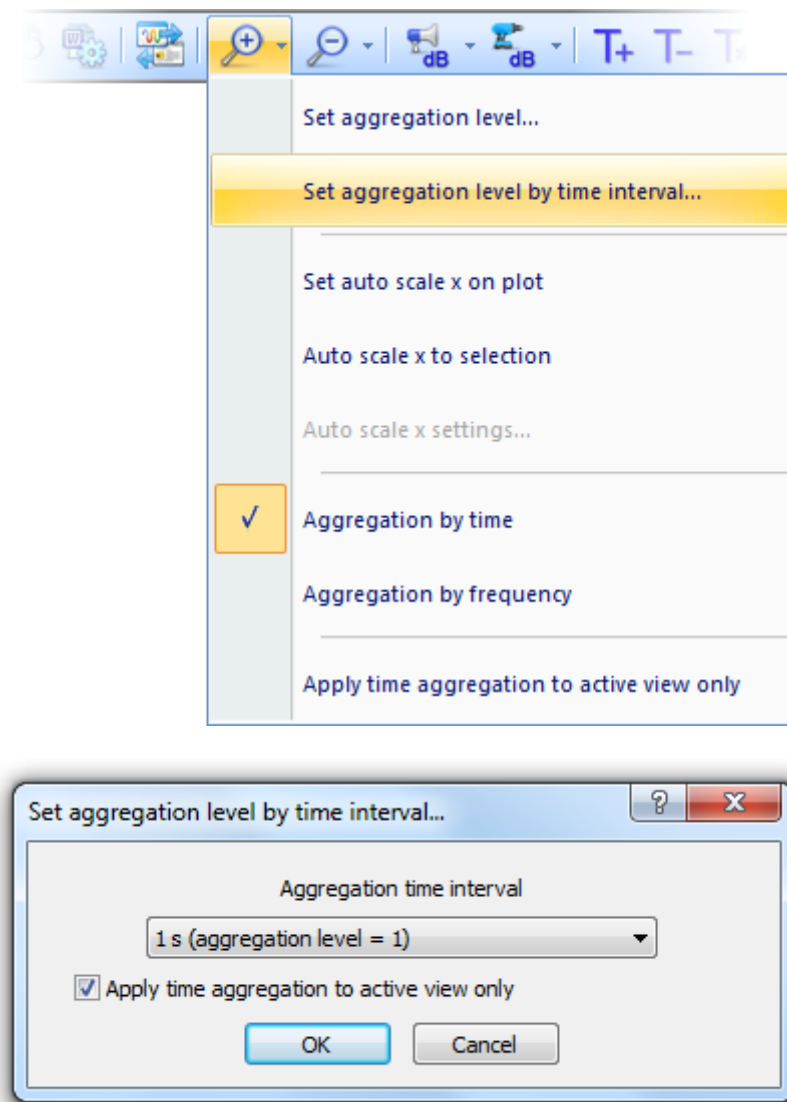 dB dB T+ T- T
Set aggregation level...
Set aggregation level by time interval...
Set auto scale x on plot
Auto scale x to selection
Auto scale x settings...
✓ Aggregation by time
Aggregation by frequency
Apply time aggregation to active view only
Set aggregation level by time interval... ? X
Aggregation time interval
1 s (aggregation level = 1)
Apply time aggregation to active view only
OK Cancel